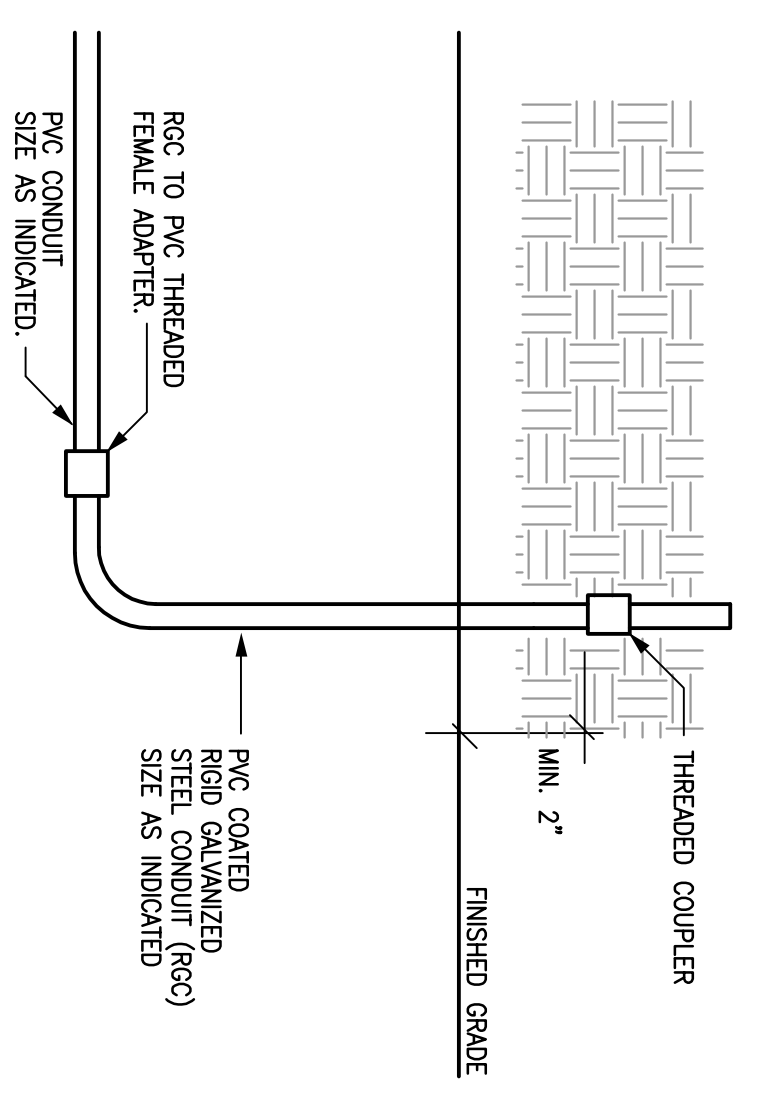 THREADED COUPLER
MIN. 2"
FINISHED GRADE
RGC TO PVC THREADED
FEMALE ADAPTER.
PVC CONDUIT
SIZE AS INDICATED.
PVC COATED
RIGID GALVANIZED
STEEL CONDUIT (RGC)
SIZE AS INDICATED